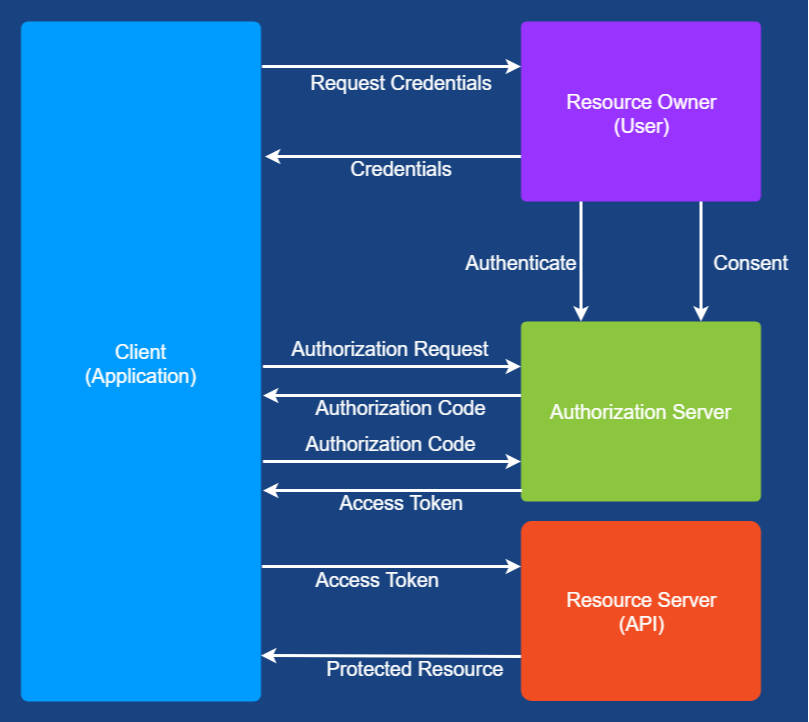 Request Credentials
Resource Owner
(User)
Credentials
Authenticate
Consent
Client
(Application)
Authorization Request
Authorization Code
Authorization Server
Authorization Code
Access Token
Access Token
Resource Server
(API)
Protected Resource